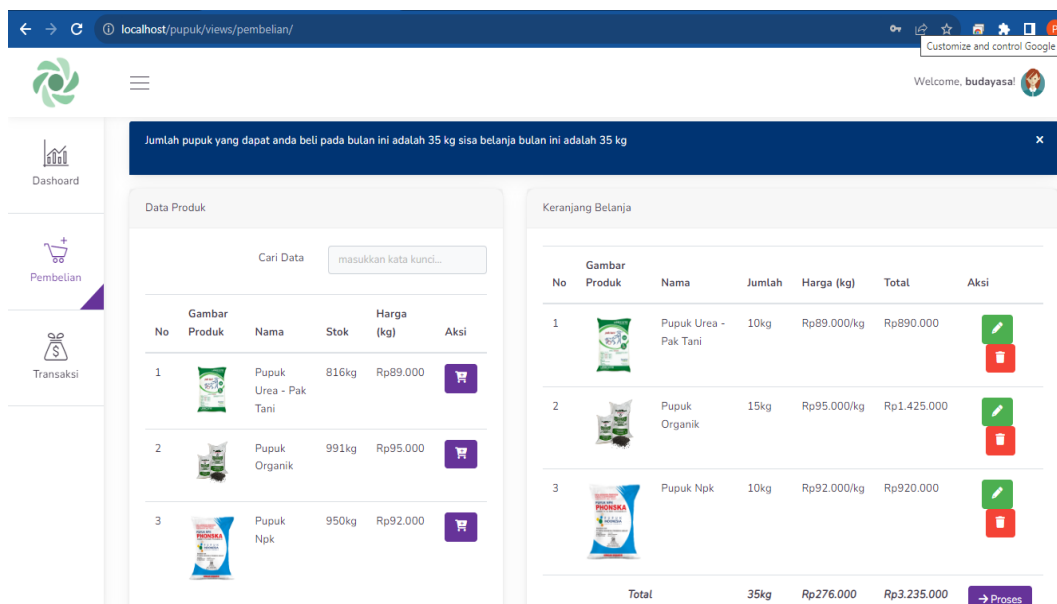 localhost/pupuk/views/pembelian/
Customize and control Google
Welcome, budayasa!
Dashoard
Pembelian
Transaksi
Jumlah pupuk yang dapat anda beli pada bulan ini adalah 35 kg sisa belanja bulan ini adalah 35 kg
x
Data Produk
Cari Data
masukkan kata kunci...
No
Gambar
Produk
Nama
Stok
Harga
(kg)
Aksi
1
Pupuk
Urea - Pak
Tani
816kg
Rp89.000
2
Pupuk
Organik
991kg
Rp95.000
3
PHONSKA
Pupuk
Npk
950kg
Rp92.000
Keranjang Belanja
No
Gambar
Produk
Nama
Jumlah
Harga (kg)
Total
Aksi
1
Pupuk Urea -
Pak Tani
10kg
Rp89.000/kg
Rp890.000
2
Pupuk
Organik
15kg
Rp95.000/kg
Rp1.425.000
3
PHONSKA
Pupuk Npk
10kg
Rp92.000/kg
Rp920.000
Total
35kg
Rp276.000
Rp3.235.000
→ Proses